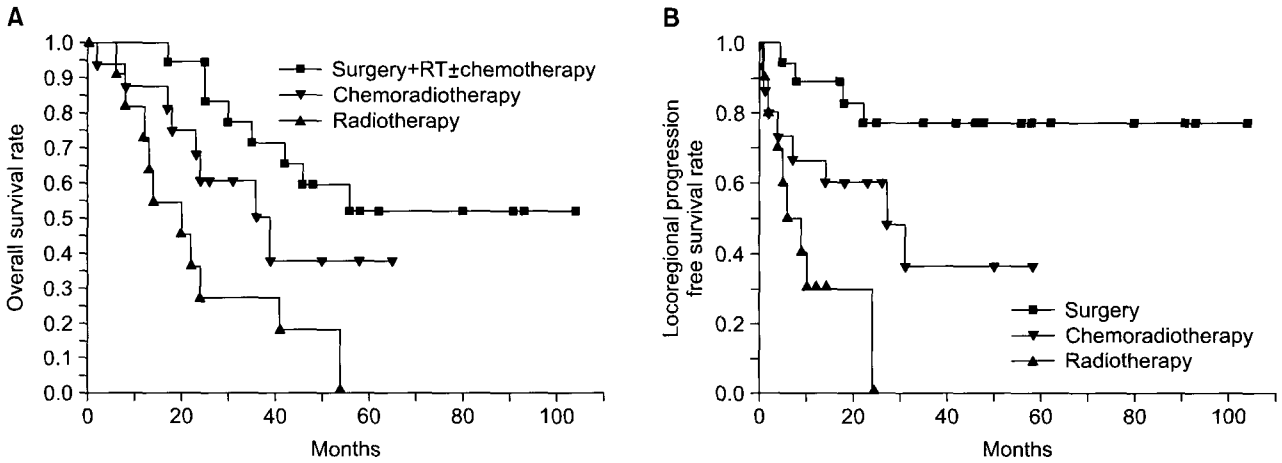 A
Overall survival rate
1.0
0.9
0.8
0.7
0.6
0.5
0.4
0.3
0.2
0.1
0.0
0 20 40 60 80 100
Months
Surgery+RT±chemotherapy
Chemoradiotherapy
Radiotherapy
B
Locoregional progression
free survival rate
1.0
0.8
0.6
0.4
0.2
0.0
0 20 40 60 80 100
Months
Surgery
Chemoradiotherapy
Radiotherapy